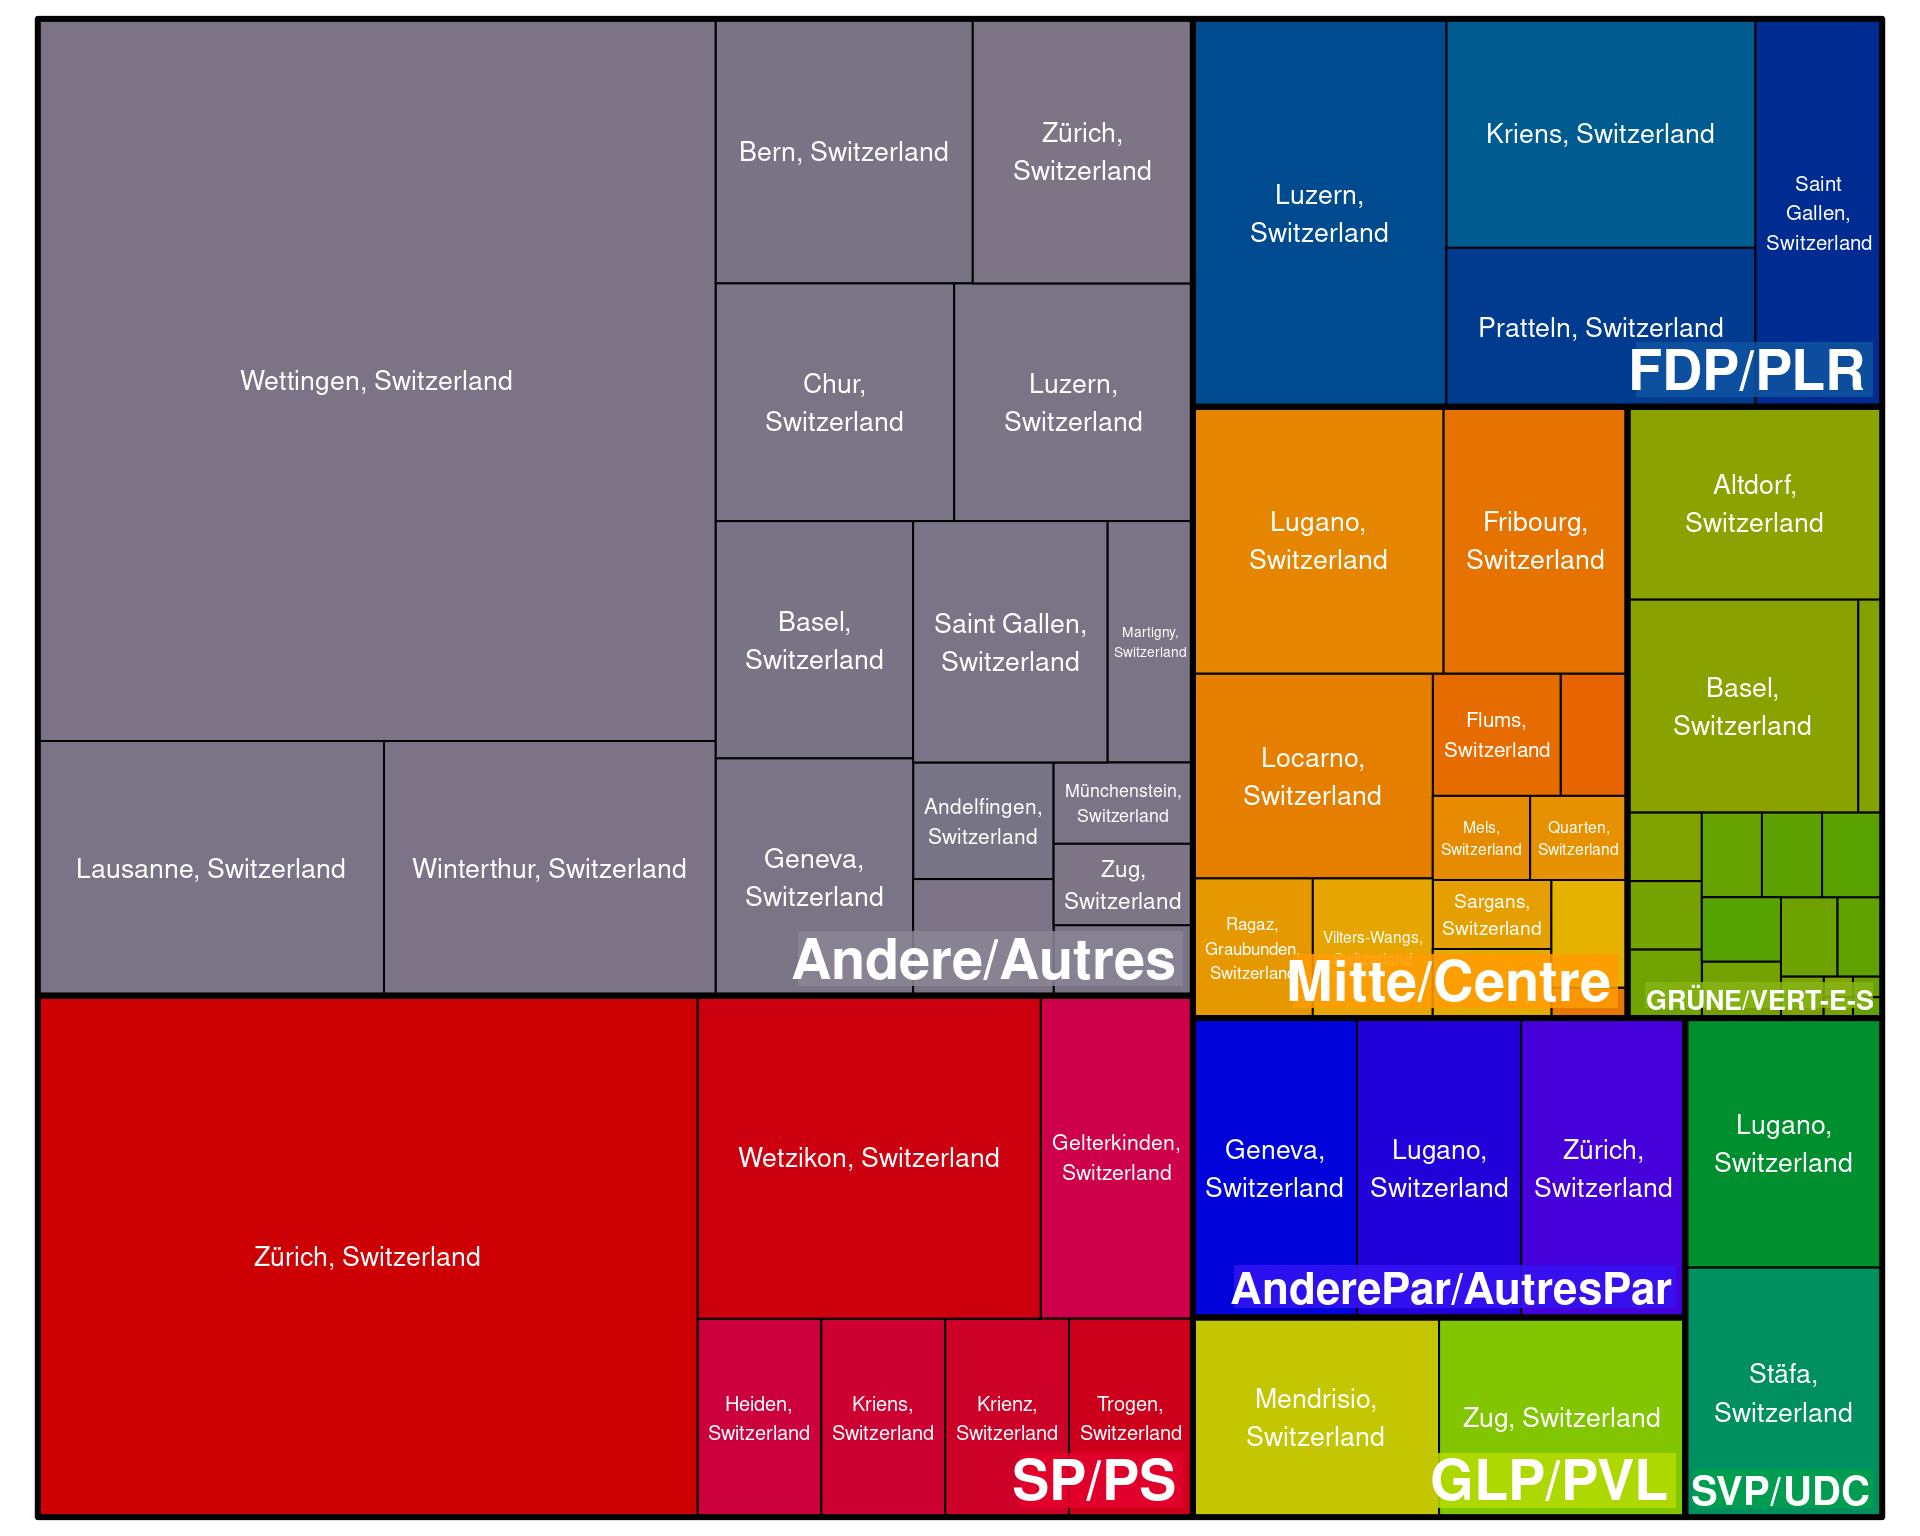 Wettingen, Switzerland
Bern, Switzerland
Zürich,
Switzerland
Chur,
Switzerland
Luzern,
Switzerland
Basel,
Switzerland
Saint Gallen,
Switzerland
Martigny,
Switzerland
Lausanne, Switzerland
Winterthur, Switzerland
Geneva,
Switzerland
Andelfingen,
Switzerland
Münchenstein,
Switzerland
Zug,
Switzerland
Andere/Autres
Luzern,
Switzerland
Kriens, Switzerland
Saint
Gallen,
Switzerland
Pratteln, Switzerland
FDP/PLR
Lugano,
Switzerland
Fribourg,
Switzerland
Locarno,
Switzerland
Flums,
Switzerland
Mels,
Switzerland
Quarten,
Switzerland
Sargans,
Switzerland
Ragaz,
Graubunden,
Switzerland
Vilters-Wangs,
Switzerland
Mitte/Centre
Altdorf,
Switzerland
Basel,
Switzerland
GRÜNE/VERT-E-S
Zürich, Switzerland
Wetzikon, Switzerland
Gelterkinden,
Switzerland
Heiden,
Switzerland
Kriens,
Switzerland
Krienz,
Switzerland
Trogen,
Switzerland
SP/PS
Geneva,
Switzerland
Lugano,
Switzerland
Zürich,
Switzerland
AnderePar/AutresPar
Mendrisio,
Switzerland
Zug, Switzerland
GLP/PVL
Lugano,
Switzerland
Stäfa,
Switzerland
SVP/UDC